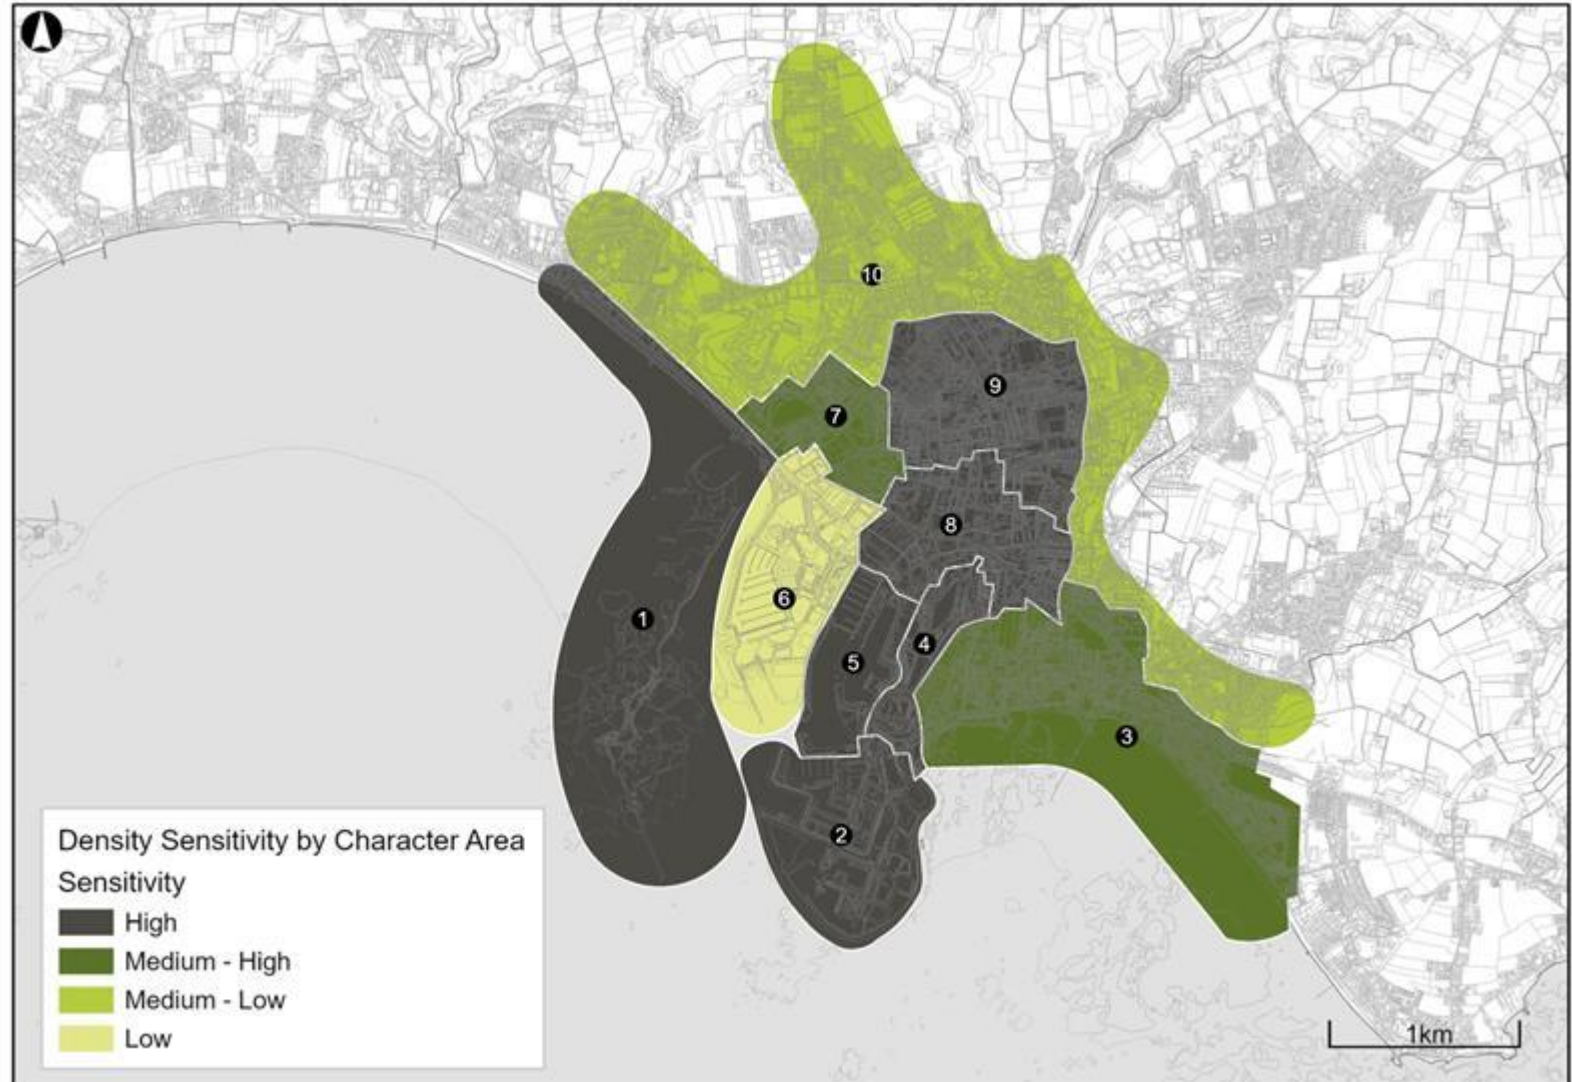 10
9
7
8
6
1
4
5
3
2
Density Sensitivity by Character Area
Sensitivity
High
Medium - High
Medium - Low
Low
1km